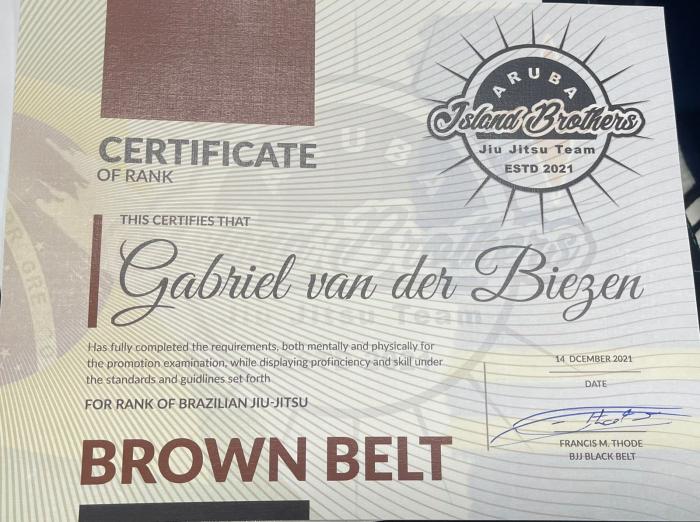 ARUBA
Island Brothers
Jiu Jitsu Team
ESTD 2021
CERTIFICATE
OF RANK
THIS CERTIFIES THAT
Gabriel van der Biezen
Has fully completed the requirements, both mentally and physically for
the promotion examination, while displaying profinciency and skill under
the standards and guidlines set forth
FOR RANK OF BRAZILIAN JIU-JITSU
BROWN BELT
14 DCEMBER 2021
DATE
FRANCIS M. THODE
BJJ BLACK BELT